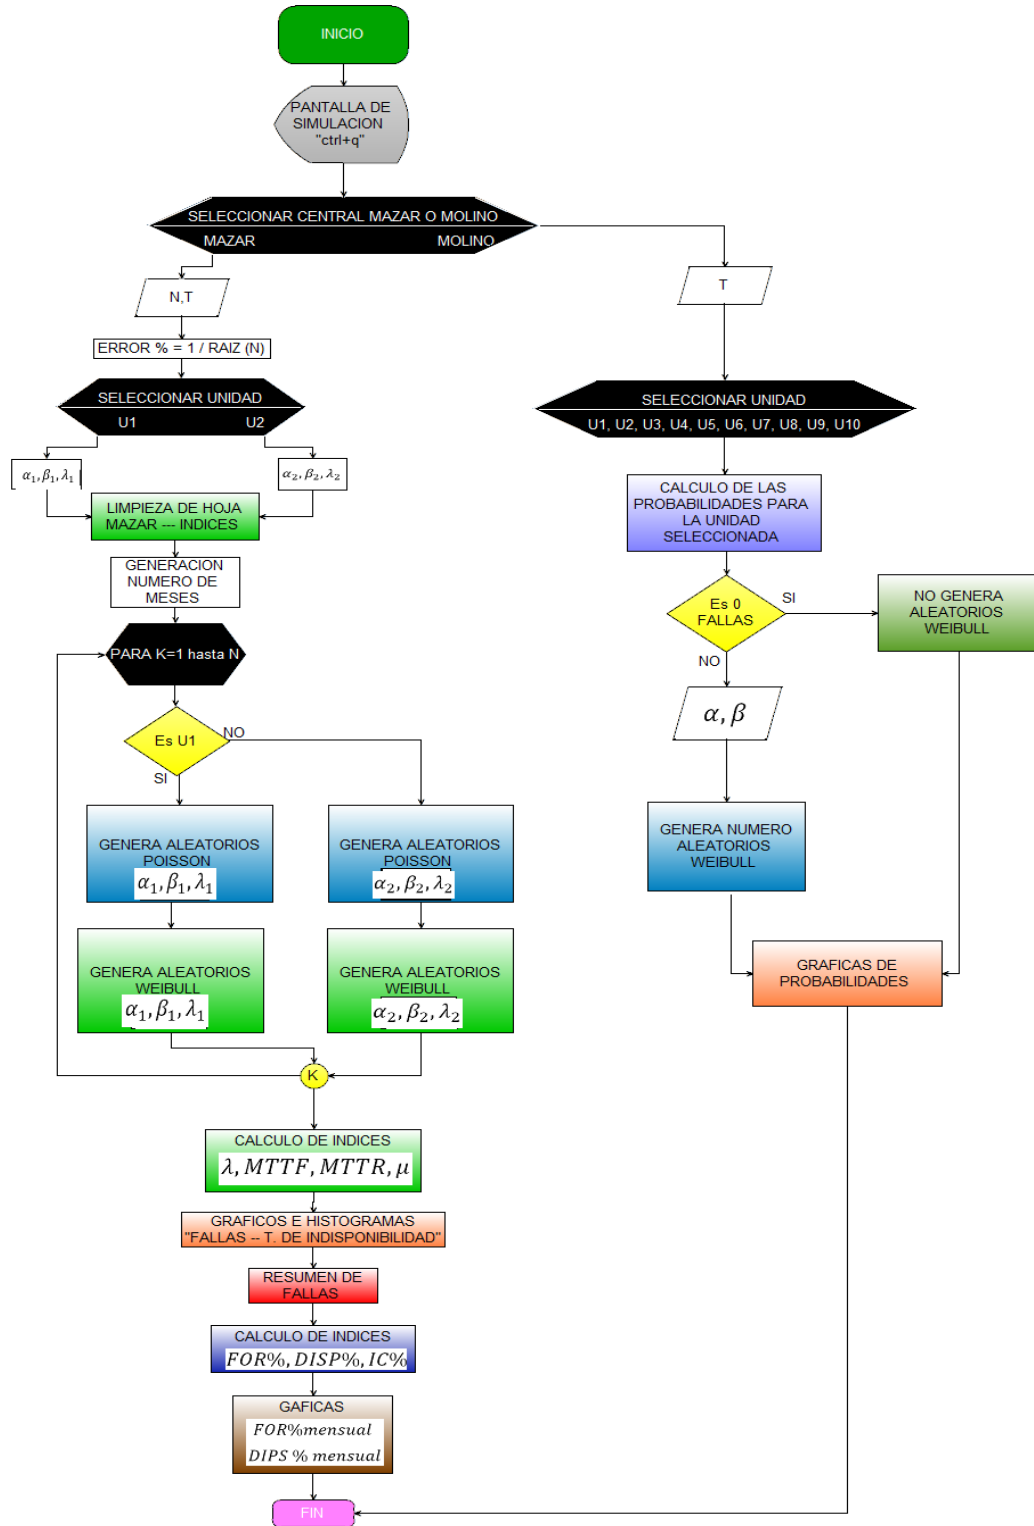 INICIO
PANTALLA DE
SIMULACION
"ctrl+q"
SELECCIONAR CENTRAL MAZAR O MOLINO
MAZAR
MOLINO
N,T
T
ERROR % = 1 / RAIZ (N)
SELECCIONAR UNIDAD
U1
U2
SELECCIONAR UNIDAD
U1, U2, U3, U4, U5, U6, U7, U8, U9, U10
α₁, β₁, λ₁
α₂, β₂, λ₂
LIMPIEZA DE HOJA
MAZAR --- INDICES
CALCULO DE LAS
PROBABILIDADES PARA
LA UNIDAD
SELECCIONADA
GENERACION
NUMERO DE
MESES
Es 0
FALLAS
SI
NO
NO GENERA
ALEATORIOS
WEIBULL
PARA K=1 hasta N
α, β
Es U1
NO
SI
GENERA ALEATORIOS
POISSON
α₁, β₁, λ₁
GENERA ALEATORIOS
POISSON
α₂, β₂, λ₂
GENERA NUMERO
ALEATORIOS
WEIBULL
GENERA ALEATORIOS
WEIBULL
α₁, β₁, λ₁
GENERA ALEATORIOS
WEIBULL
α₂, β₂, λ₂
GRAFICAS DE
PROBABILIDADES
K
CALCULO DE INDICES
λ, MTTF, MTTR, μ
GRAFICOS E HISTOGRAMAS
"FALLAS -- T. DE INDISPONIBILIDAD"
RESUMEN DE
FALLAS
CALCULO DE INDICES
FOR%, DISP%, IC%
GAFICAS
FOR%mensual
DIPS % mensual
FIN